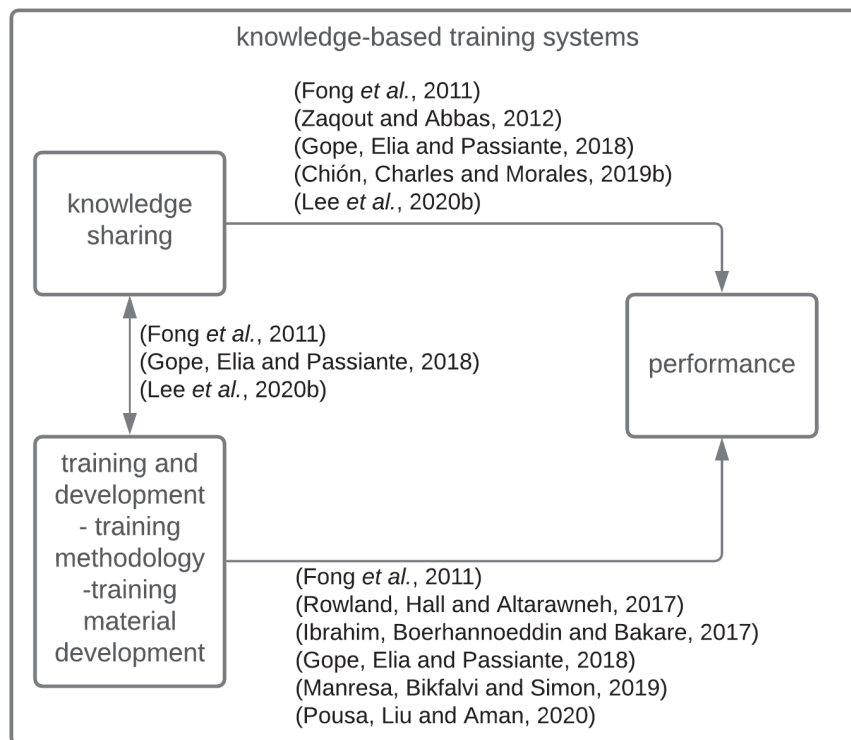 knowledge-based training systems
(Fong et al., 2011)
(Zaqout and Abbas, 2012)
(Gope, Elia and Passiante, 2018)
(Chión, Charles and Morales, 2019b)
(Lee et al., 2020b)
knowledge
sharing
(Fong et al., 2011)
(Gope, Elia and Passiante, 2018)
(Lee et al., 2020b)
performance
training and
development
- training
methodology
-training
material
development
(Fong et al., 2011)
(Rowland, Hall and Altarawneh, 2017)
(Ibrahim, Boerhannoeddin and Bakare, 2017)
(Gope, Elia and Passiante, 2018)
(Manresa, Bikfalvi and Simon, 2019)
(Pousa, Liu and Aman, 2020)